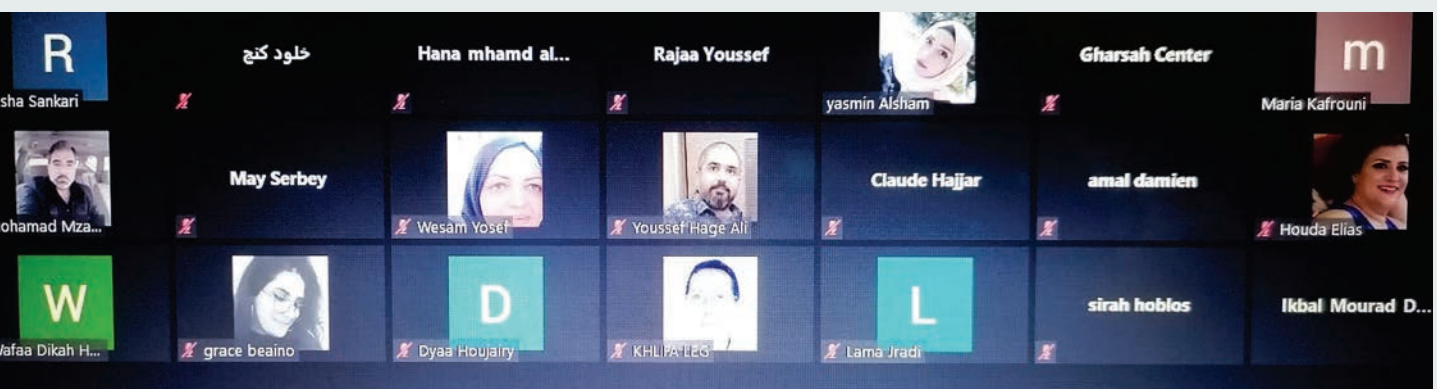 R
sha Sankari
خلود كنج
Hana mhamd al...
Rajaa Youssef
yasmin Alsham
Gharsah Center
m
Maria Kafrouni
ohamad Mza...
May Serbey
Wesam Yosef
Youssef Hage Ali
Claude Hajjar
amal damien
Houda Elias
W
Vafaa Dikah H...
grace beaino
D
Dyaa Houjairy
KHLIFA LEG
L
Lama Jradi
sirah hoblos
Ikbal Mourad D...